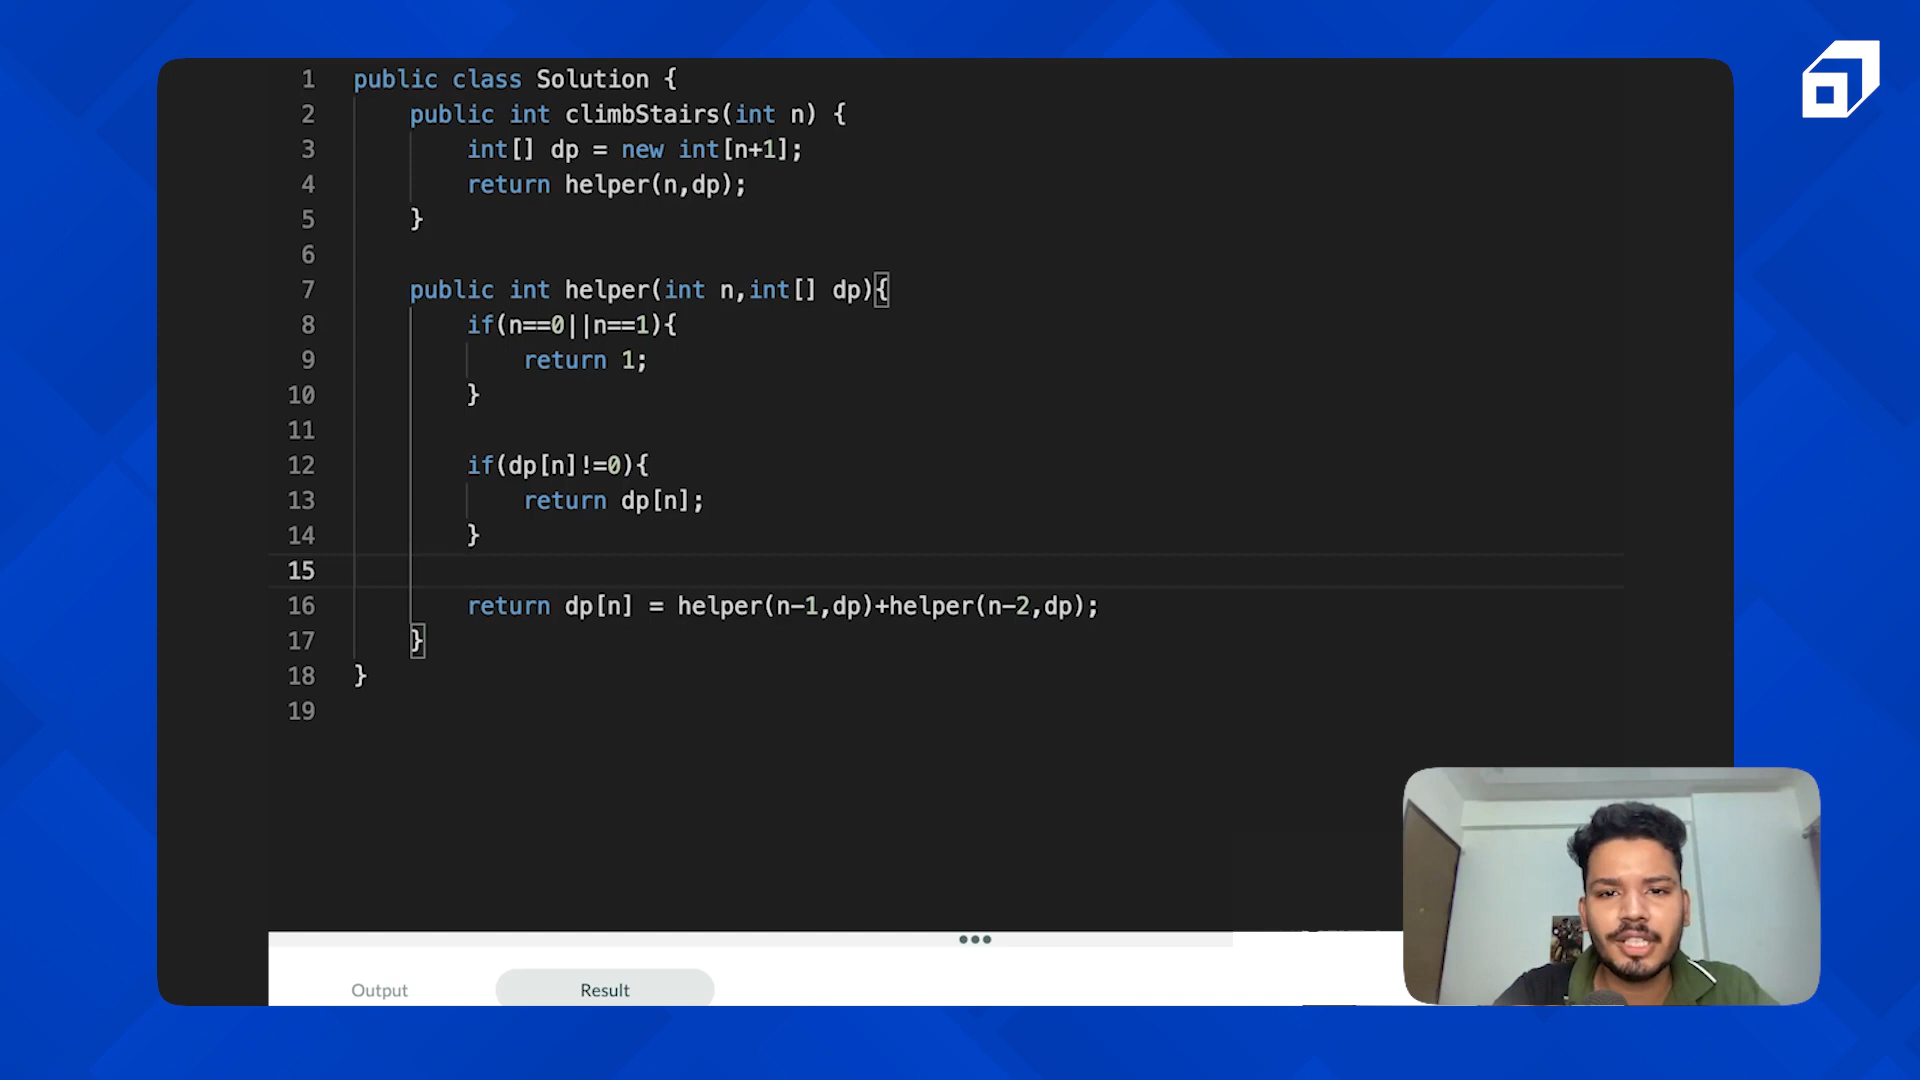 1 public class Solution {
2 public int climbStairs(int n) {
3 int[] dp = new int[n+1];
4 return helper(n,dp);
5 }
6
7 public int helper(int n,int[] dp){
8 if(n==0||n==1){
9 return 1;
10 }
11
12 if(dp[n]!=0){
13 return dp[n];
14 }
15
16 return dp[n] = helper(n-1,dp)+helper(n-2,dp);
17 }
18 }
19
Output Result